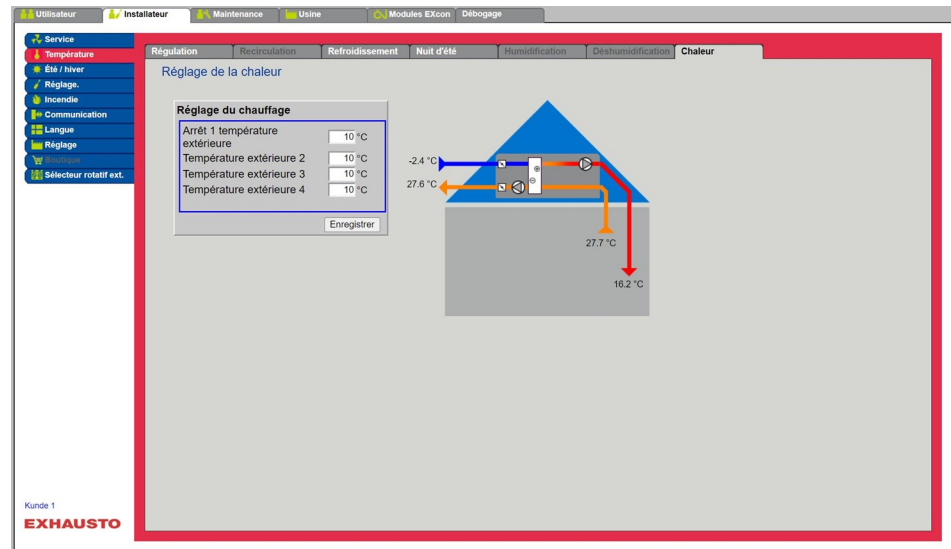 Utilisateur
Installateur
Maintenance
Usine
Modules EXcon
Débogage
Service
Température
Été / hiver
Réglage.
Incendie
Communication
Langue
Réglage
Boutique
Sélecteur rotatif ext.
Régulation
Recirculation
Refroidissement
Nuit d'été
Humidification
Déshumidification
Chaleur
Réglage de la chaleur
Réglage du chauffage
Arrêt 1 température
extérieure
10 °C
Température extérieure 2
10 °C
Température extérieure 3
10 °C
Température extérieure 4
10 °C
Enregistrer
-2.4 °C
27.6 °C
27.7 °C
16.2 °C
Kunde 1
EXHAUSTO